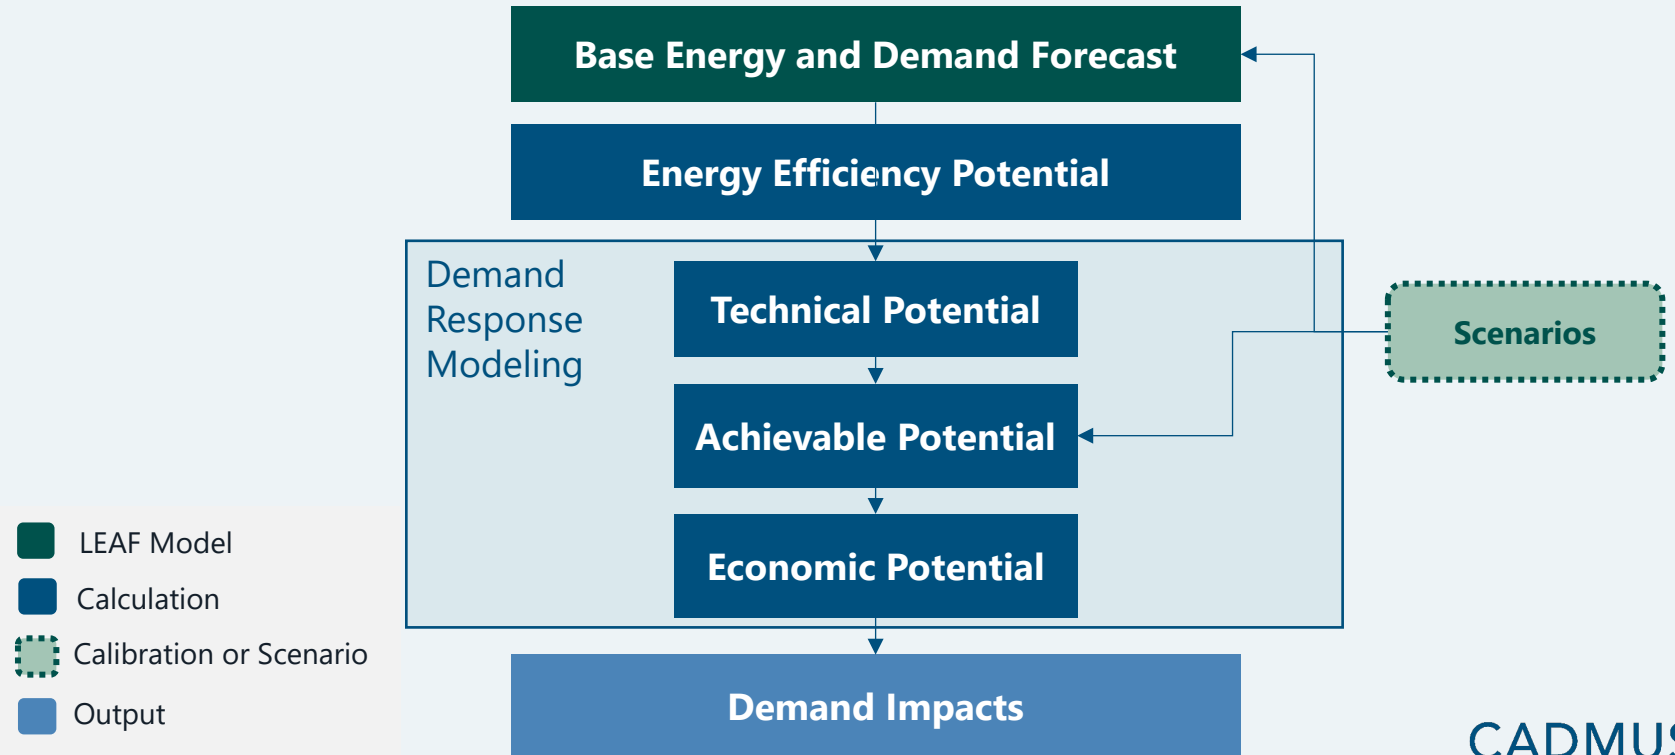 Base Energy and Demand Forecast
Energy Efficiency Potential
Demand
Response
Modeling
Technical Potential
Achievable Potential
Economic Potential
Scenarios
Demand Impacts
LEAF Model
Calculation
Calibration or Scenario
Output
CADMUS